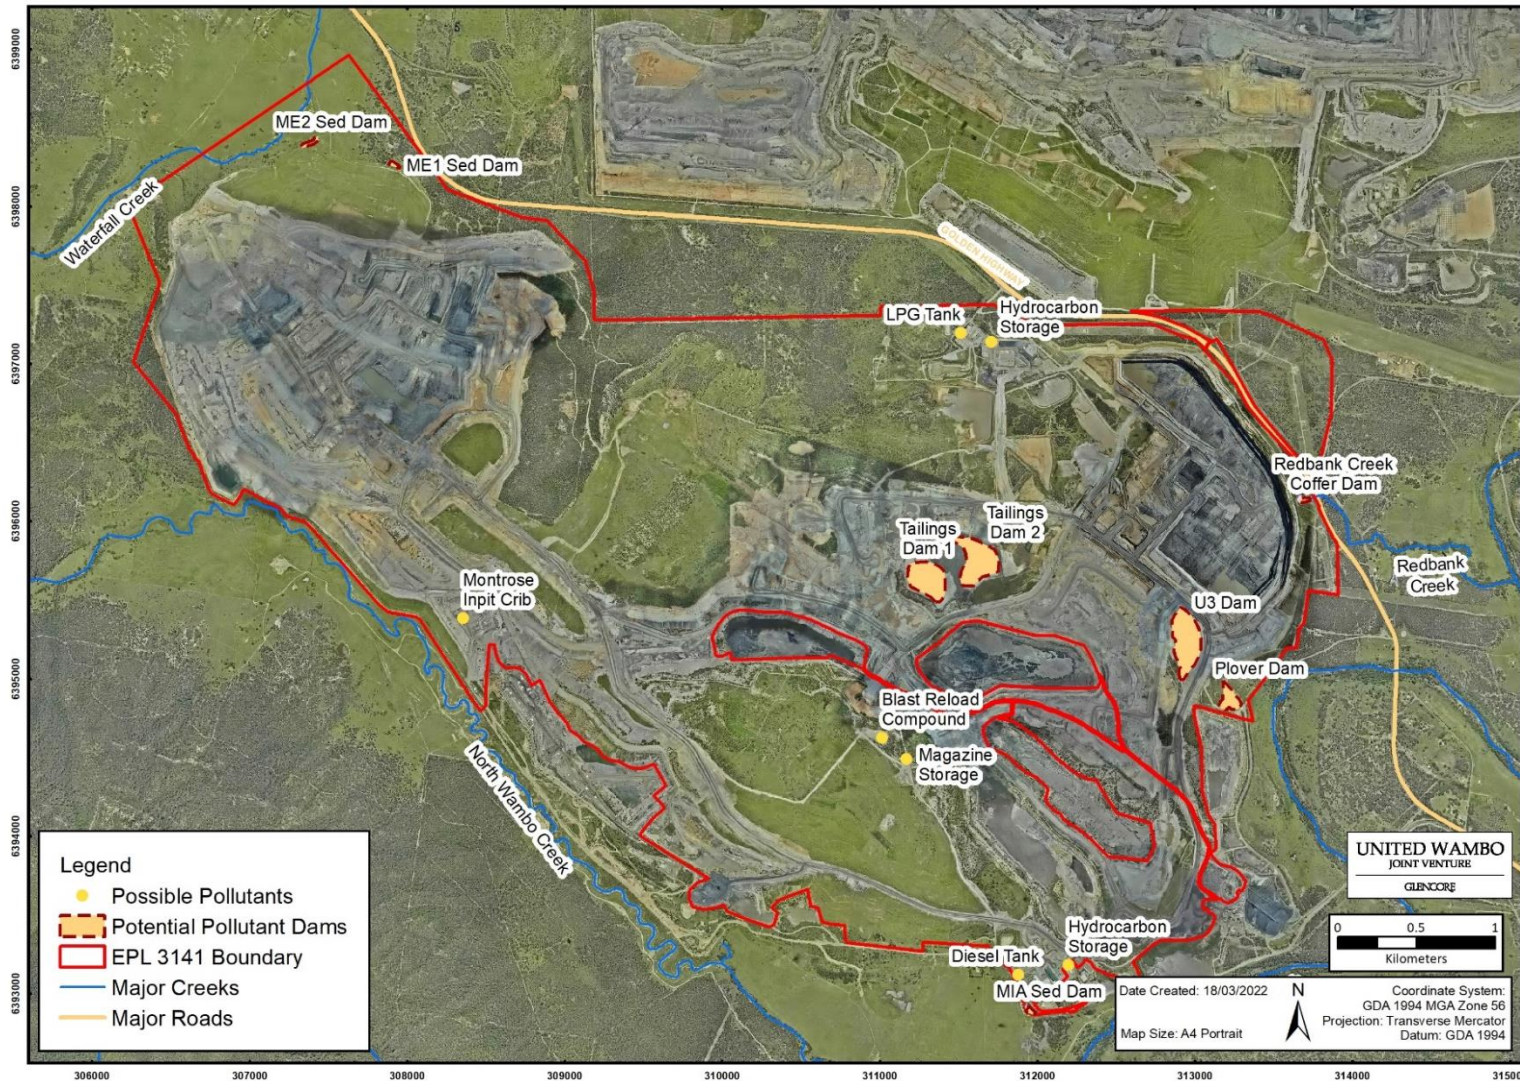 6399000
6398000
6397000
6396000
6395000
6394000
6393000
ME2 Sed Dam
ME1 Sed Dam
Waterfall Creek
GOLDEN HIGHWAY
LPG Tank
Hydrocarbon
Storage
Redbank Creek
Coffer Dam
Tailings
Dam 1
Tailings
Dam 2
Redbank
Creek
Montrose
Inpit Crib
U3 Dam
Plover Dam
Blast Reload
Compound
Magazine
Storage
North Wambo Creek
Hydrocarbon
Storage
Diesel Tank
MIA Sed Dam
Legend
Possible Pollutants
Potential Pollutant Dams
EPL 3141 Boundary
Major Creeks
Major Roads
UNITED WAMBO
JOINT VENTURE
GLENCORE
0 0.5 1
Kilometers
Date Created: 18/03/2022
Map Size: A4 Portrait
N
Coordinate System:
GDA 1994 MGA Zone 56
Projection: Transverse Mercator
Datum: GDA 1994
306000 307000 308000 309000 310000 311000 312000 313000 314000